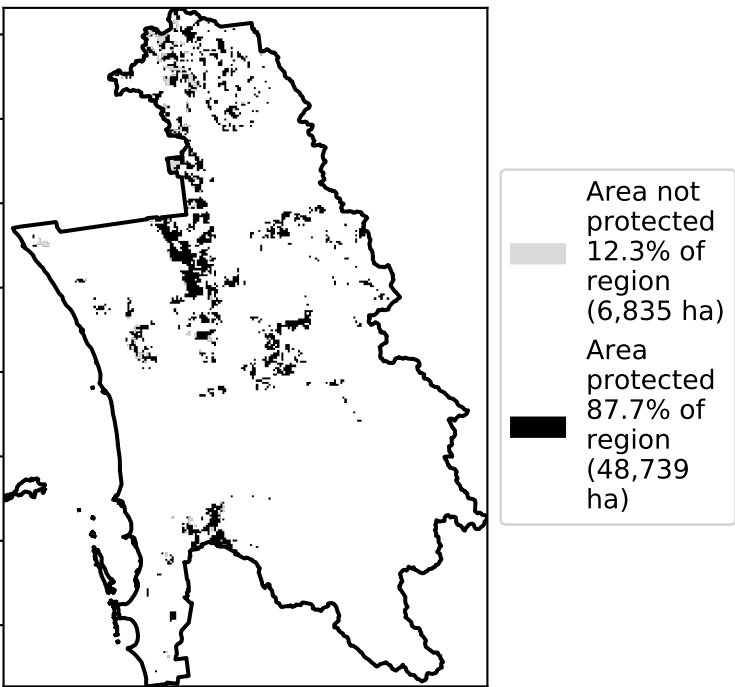 Area not
protected
12.3% of
region
(6,835 ha)
Area
protected
87.7% of
region
(48,739
ha)